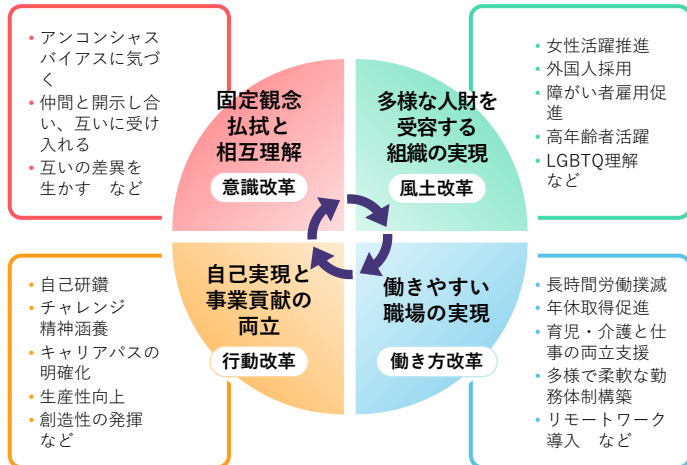 • アンコンシャス
バイアスに気づ
く
• 仲間と開示し合
い、互いに受け
入れる
• 互いの差異を
生かす　など
固定観念
払拭と
相互理解
意識改革
多様な人財を
受容する
組織の実現
風土改革
• 女性活躍推進
• 外国人採用
• 障がい者雇用促
進
• 高年齢者活躍
• LGBTQ理解
など
• 自己研鑽
• チャレンジ
精神涵養
• キャリアパスの
明確化
• 生産性向上
• 創造性の発揮
など
自己実現と
事業貢献の
両立
行動改革
働きやすい
職場の実現
働き方改革
• 長時間労働撲滅
• 年休取得促進
• 育児・介護と仕
事の両立支援
• 多様で柔軟な勤
務体制構築
• リモートワーク
導入　など